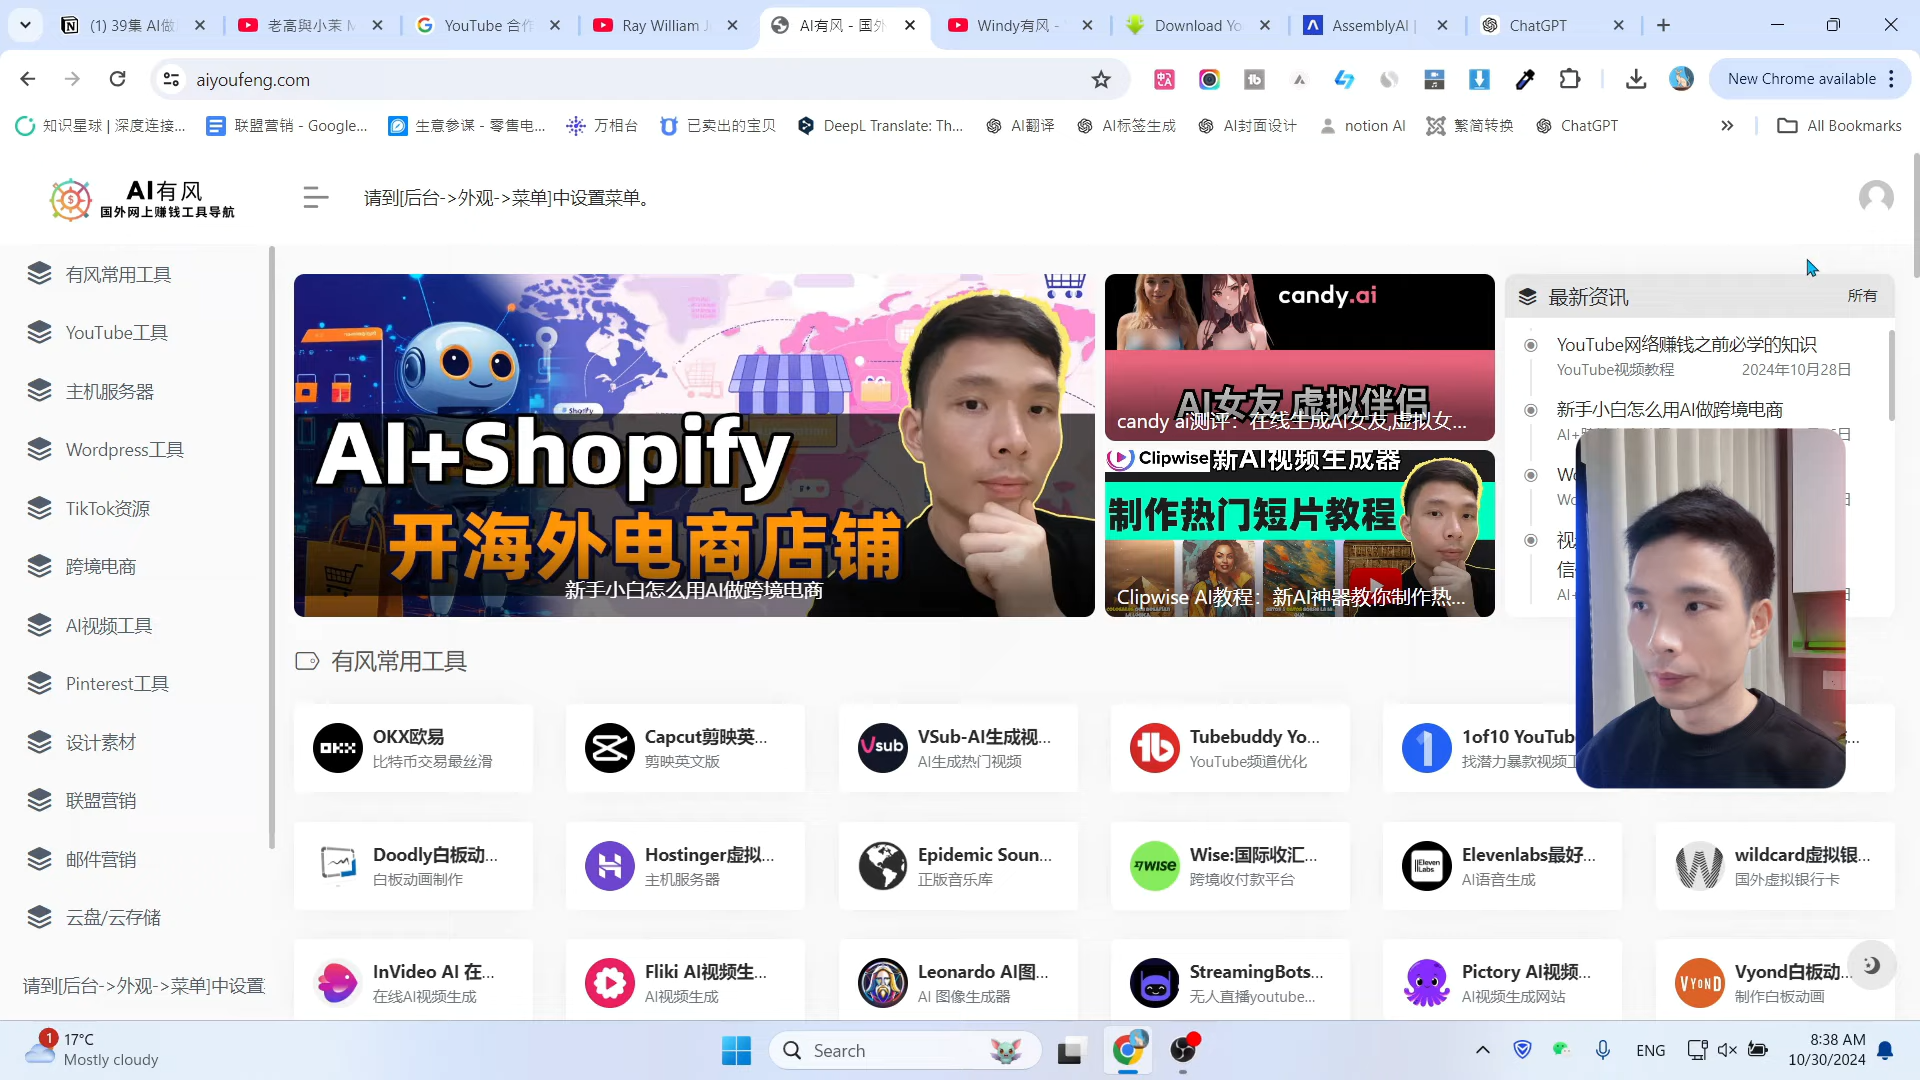 (1) 39集 AI做
老高與小茉 M
YouTube 合作
Ray William J
AI有风 - 国外
Windy有风 -
Download Yo
AssemblyAI |
ChatGPT
aiyoufeng.com
New Chrome available
知识星球 | 深度连接...
联盟营销 - Google...
生意参谋 - 零售电...
万相台
已卖出的宝贝
DeepL Translate: Th...
AI翻译
AI标签生成
AI封面设计
notion AI
繁简转换
ChatGPT
All Bookmarks
AI有风
国外网上赚钱工具导航
请到[后台->外观->菜单]中设置菜单。
有风常用工具
YouTube工具
主机服务器
Wordpress工具
TikTok资源
跨境电商
AI视频工具
Pinterest工具
设计素材
联盟营销
邮件营销
云盘/云存储
请到[后台->外观->菜单]中设置
AI+Shopify
开海外电商店铺
新手小白怎么用AI做跨境电商
candy.ai
AI女友 虚拟伴侣
candy ai测评：在线生成AI女友,虚拟女...
Clipwise新AI视频生成器
制作热门短片教程
Clipwise AI教程：新AI神器教你制作热...
最新资讯
所有
YouTube网络赚钱之前必学的知识
YouTube视频教程 2024年10月28日
新手小白怎么用AI做跨境电商
有风常用工具
OKX欧易
比特币交易最丝滑
Capcut剪映英...
剪映英文版
VSub-AI生成视...
AI生成热门视频
Tubebuddy Yo...
YouTube频道优化
1of10 YouTub
找潜力暴款视频工
Doodly白板动...
白板动画制作
Hostinger虚拟...
主机服务器
Epidemic Soun...
正版音乐库
Wise:国际收汇...
跨境收付款平台
Elevenlabs最好...
AI语音生成
wildcard虚拟银...
国外虚拟银行卡
InVideo AI 在...
在线AI视频生成
Fliki AI视频生...
AI视频生成
Leonardo AI图...
AI 图像生成器
StreamingBots...
无人直播youtube...
Pictory AI视频...
AI视频生成网站
Vyond白板动...
制作白板动画
17°C
Mostly cloudy
Search
ENG
8:38 AM
10/30/2024